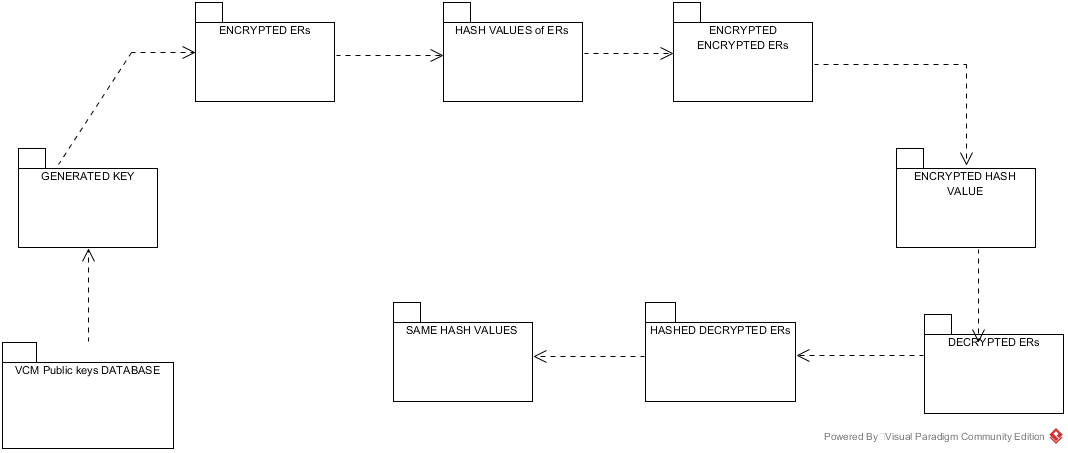 ENCRYPTED ERs
HASH VALUES of ERs
ENCRYPTED
ENCRYPTED ERs
GENERATED KEY
ENCRYPTED HASH
VALUE
SAME HASH VALUES
HASHED DECRYPTED ERs
DECRYPTED ERs
VCM Public keys DATABASE
Powered By Visual Paradigm Community Edition